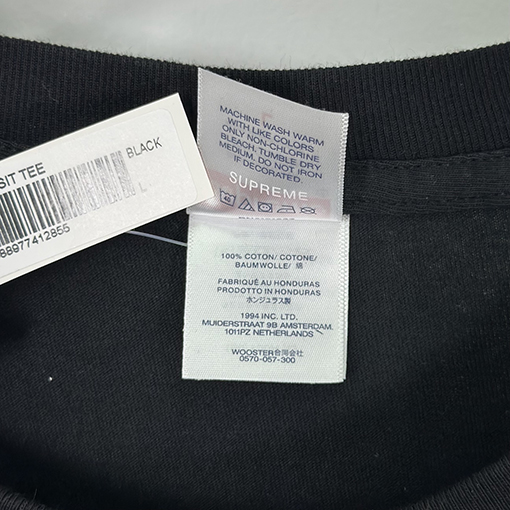 MACHINE WASH WARM
WITH LIKE COLORS
ONLY NON-CHLORINE
BLEACH, TUMBLE DRY
MEDIUM, DO NOT IRON
IF DECORATED.
SUPREME
SIT TEE
BLACK
L
88977412855
100% COTON/ COTONE/
BAUMWOLLE/ 綿
FABRIQUÉ AU HONDURAS
PRODOTTO IN HONDURAS
ホンジュラス製
1994 INC. LTD.
MUIDERSTRAAT 9B AMSTERDAM,
1011PZ NETHERLANDS
WOOSTER合同会社
0570-057-300